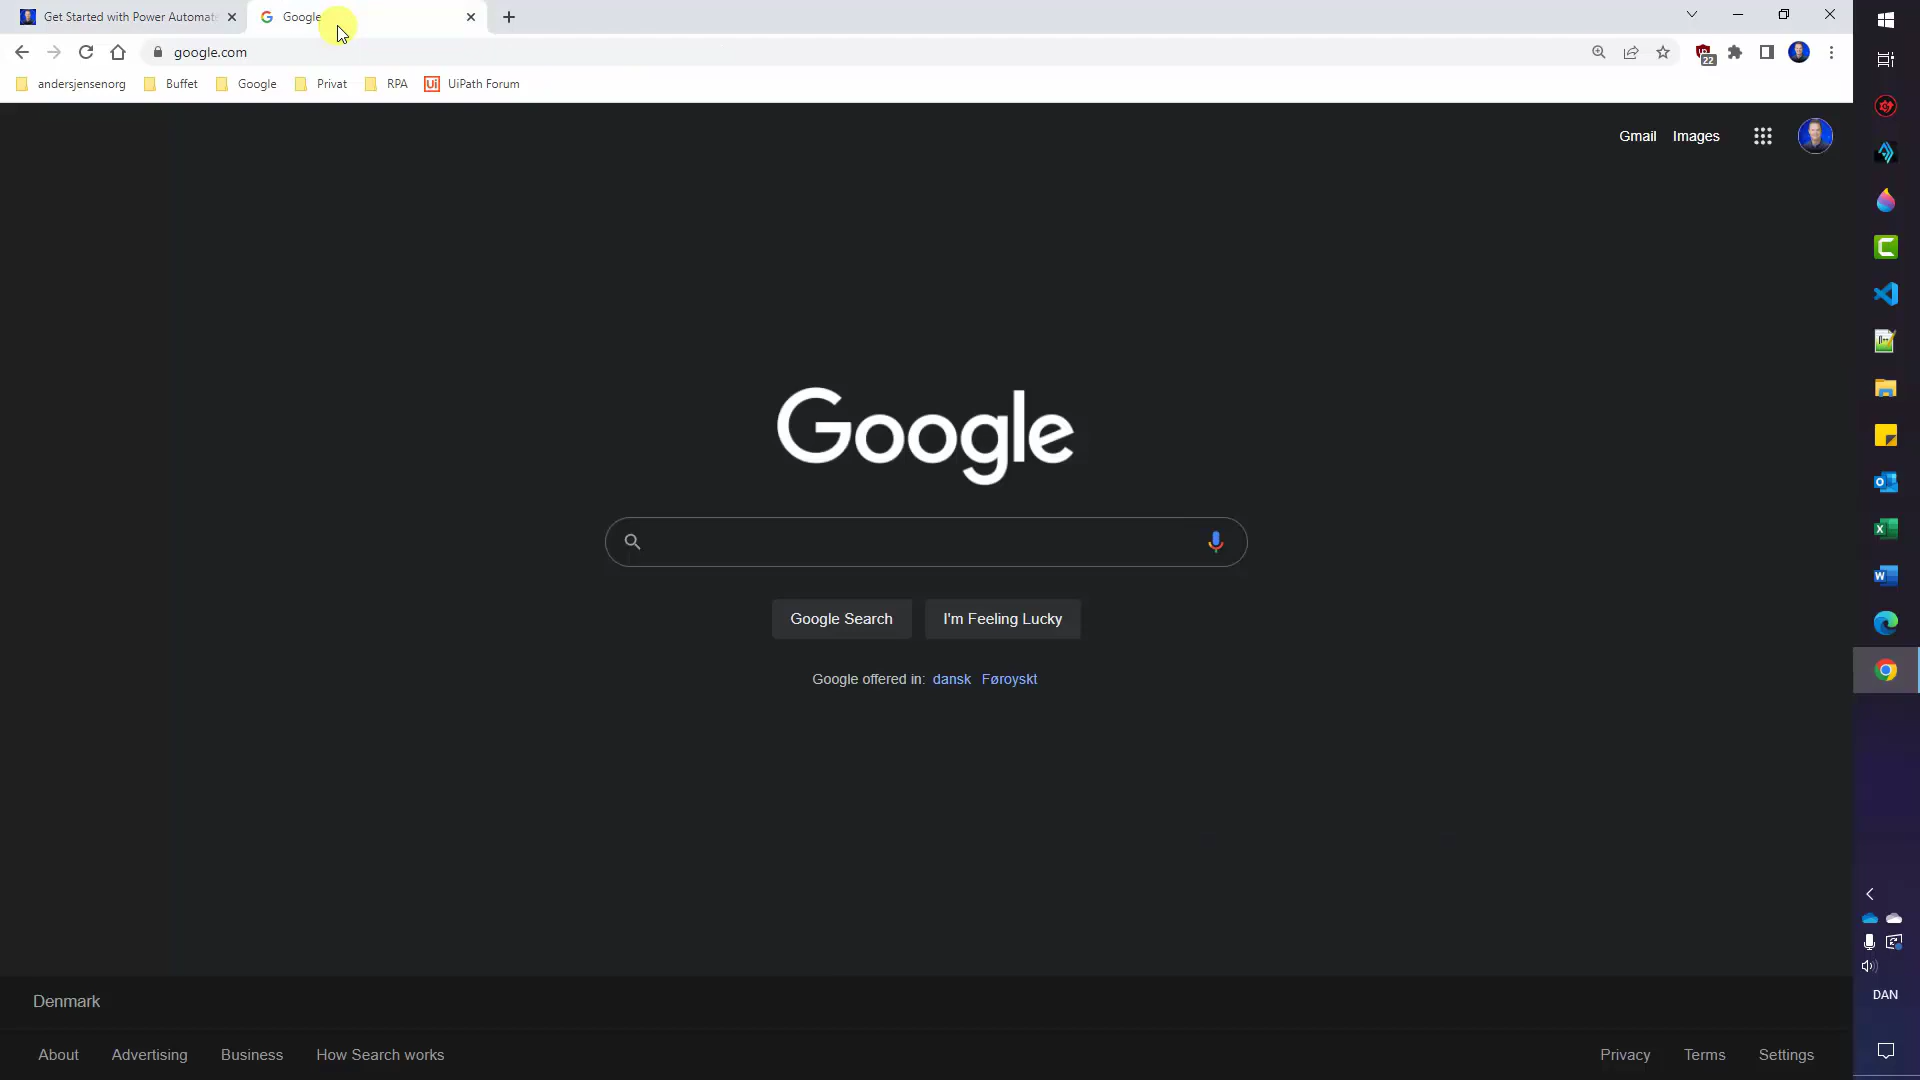 Get Started with Power Automat
Google
google.com
22
andersjensenorg
Buffet
Google
Privat
RPA
Ui
UiPath Forum
Gmail
Images
Google
Google Search
I'm Feeling Lucky
Google offered in: dansk Føroyskt
Denmark
About
Advertising
Business
How Search works
Privacy
Terms
Settings
DAN